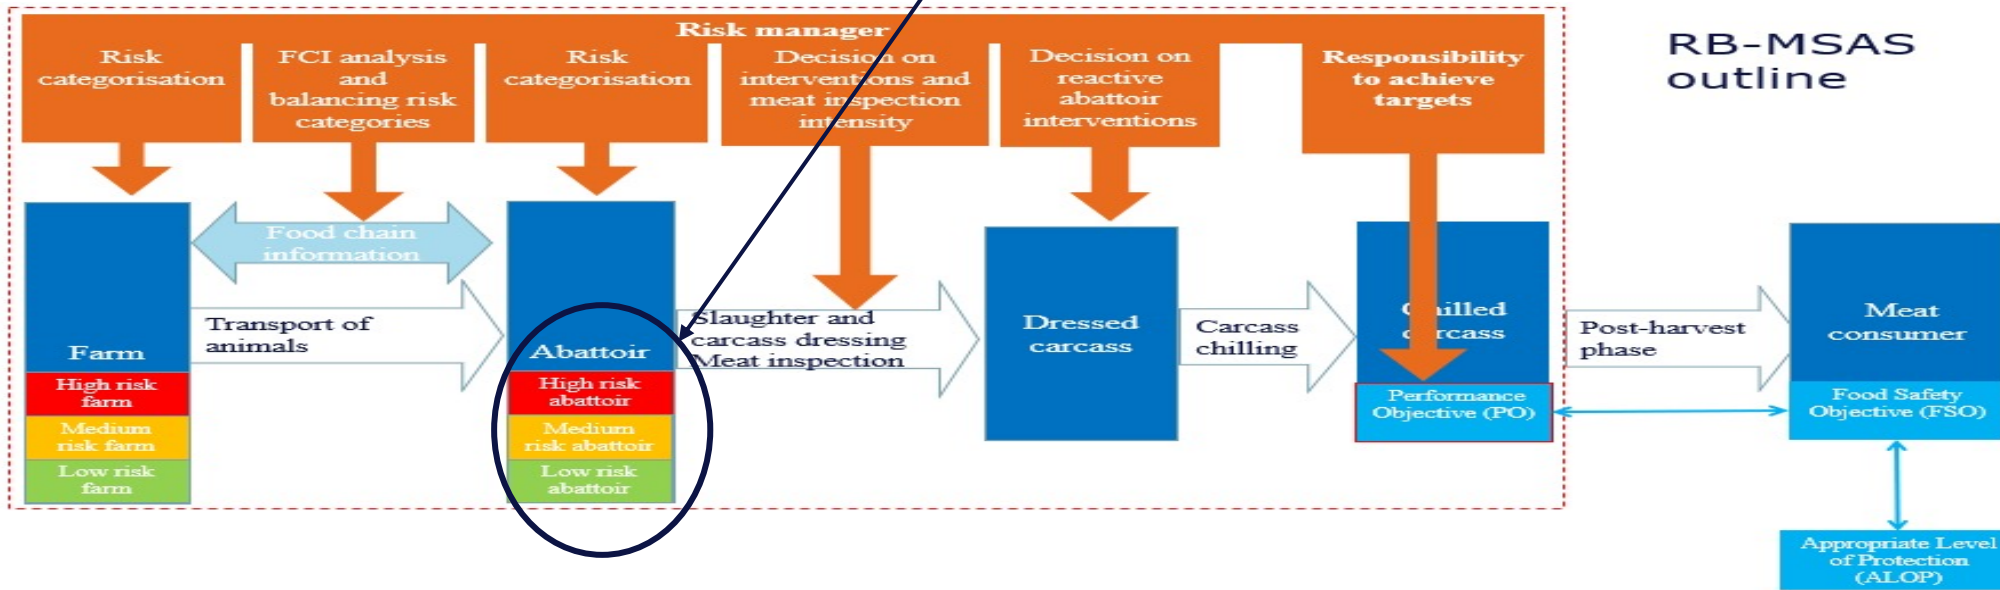 Risk manager
RB-MSAS
outline
Risk
categorisation
FCI analysis
and
balancing risk
categories
Risk
categorisation
Decision on
interventions and
meat inspection
intensity
Decision on
reactive
abattoir
interventions
Responsibility
to achieve
targets
Food chain
information
Transport of
animals
Farm
High risk
farm
Medium
risk farm
Low risk
farm
Abattoir
High risk
abattoir
Medium
risk abattoir
Low risk
abattoir
Slaughter and
carcass dressing
Meat inspection
Dressed
carcass
Carcass
chilling
Chilled
carcass
Performance
Objective (PO)
Post-harvest
phase
Meat
consumer
Food Safety
Objective (FSO)
Appropriate Level
of Protection
(ALOP)